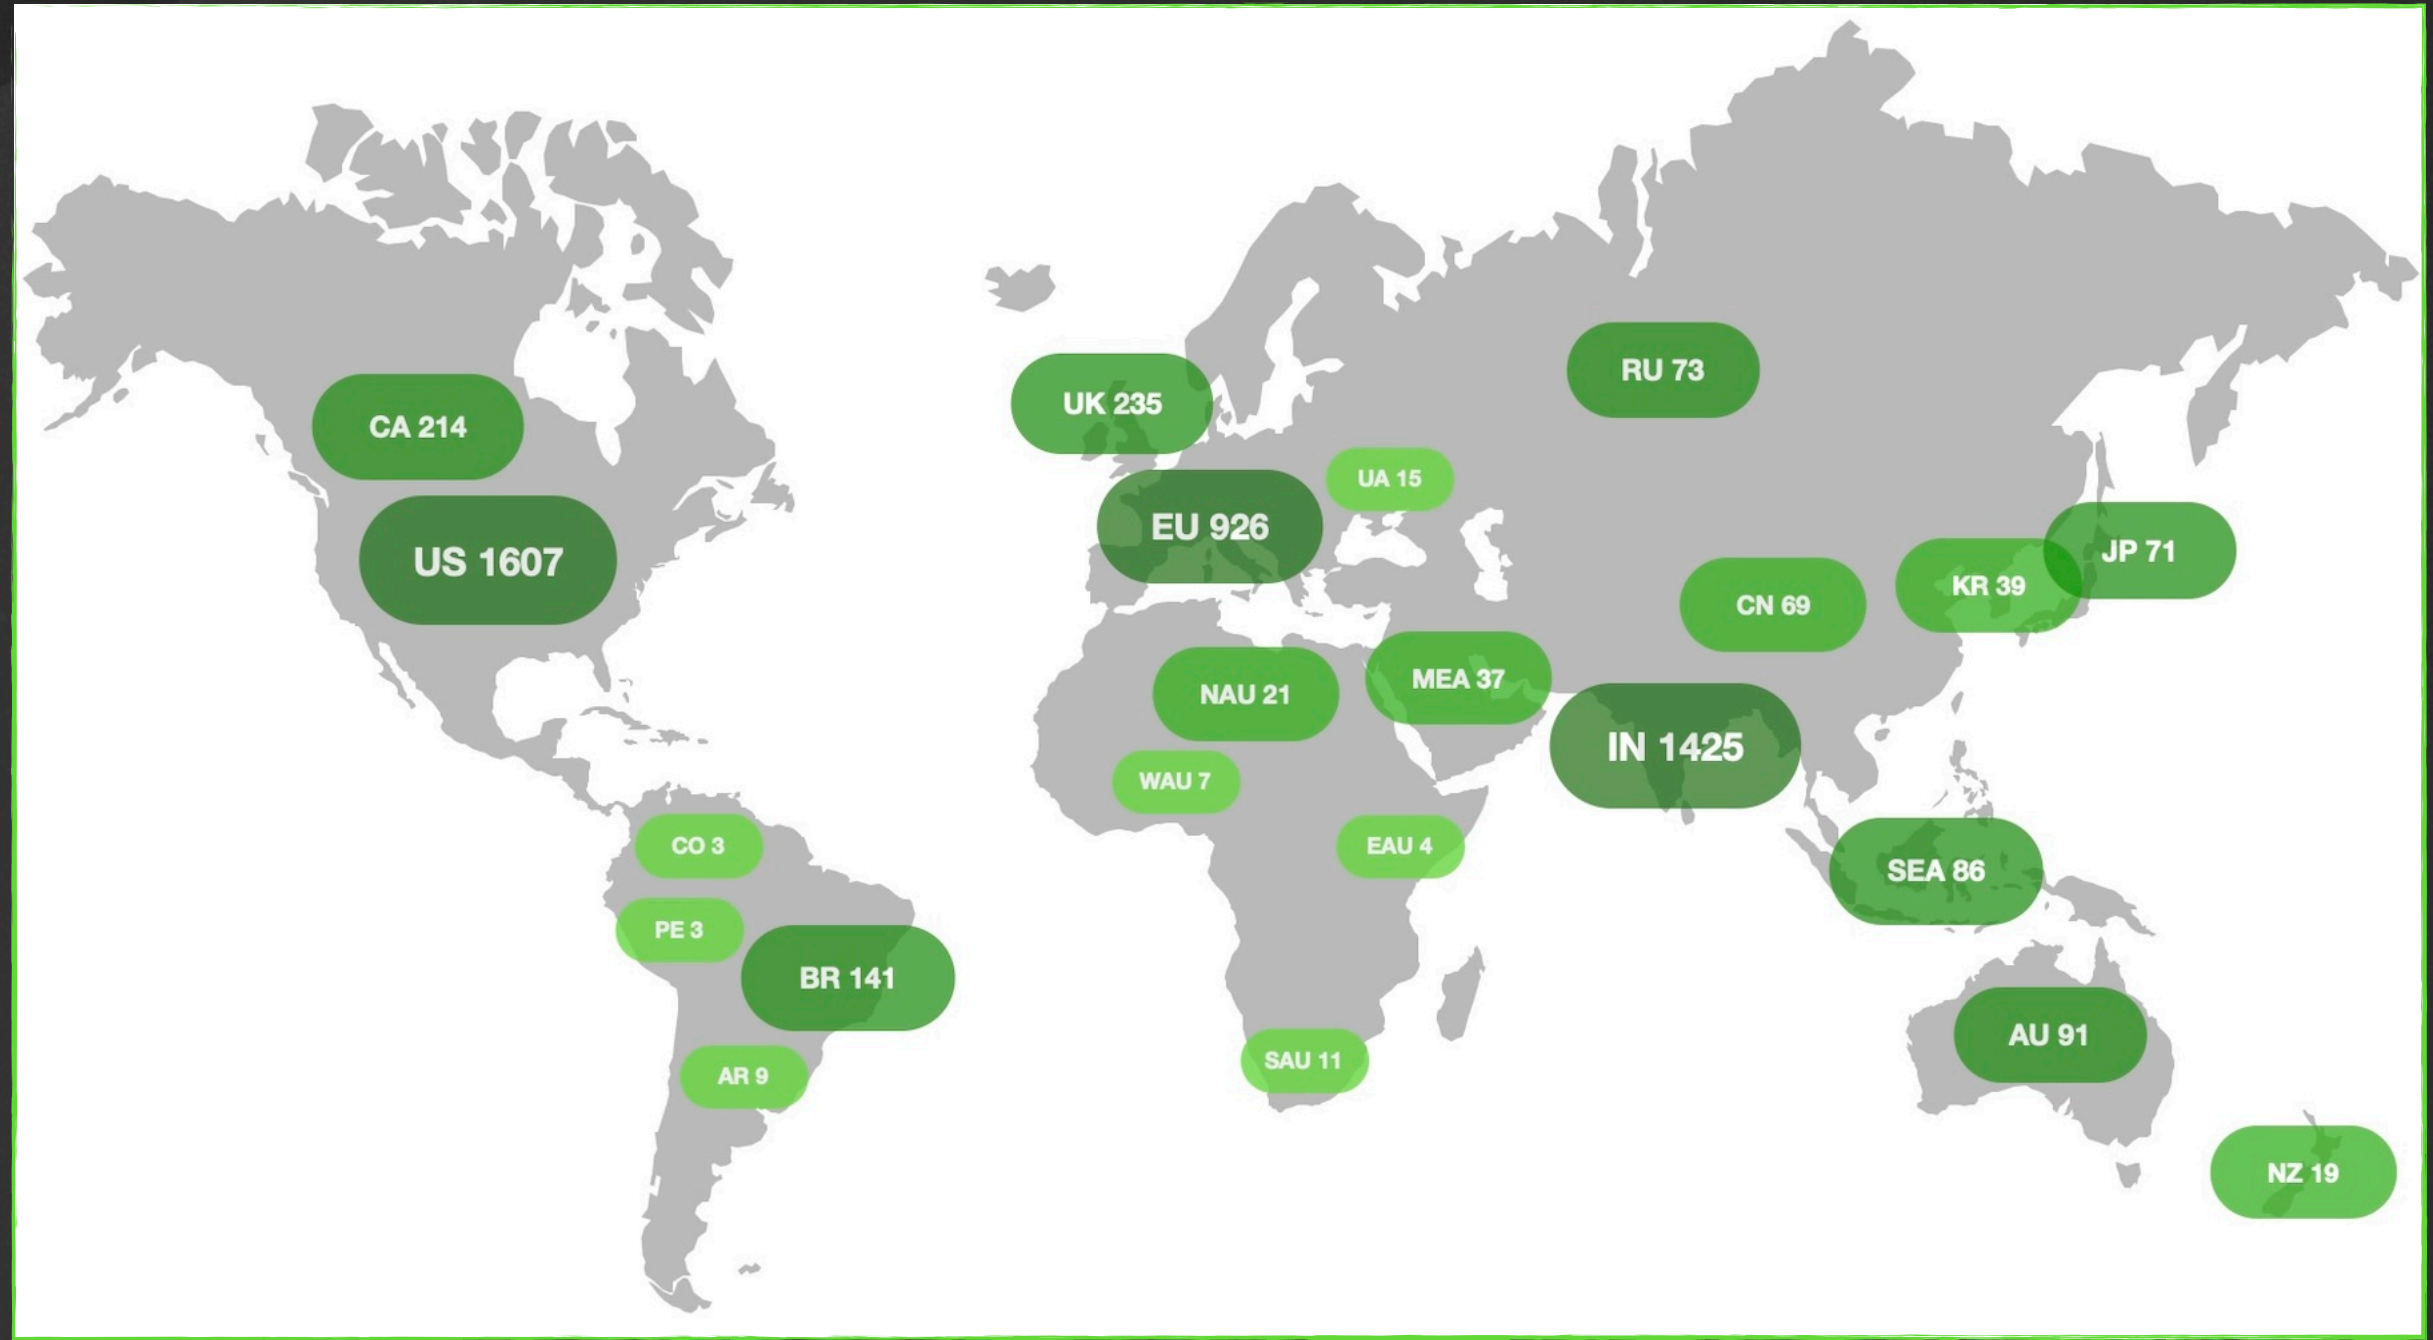 RU 73
UK 235
CA 214
UA 15
EU 926
JP 71
US 1607
KR 39
CN 69
MEA 37
NAU 21
IN 1425
WAU 7
CO 3
EAU 4
SEA 86
PE 3
BR 141
AU 91
SAU 11
AR 9
NZ 19